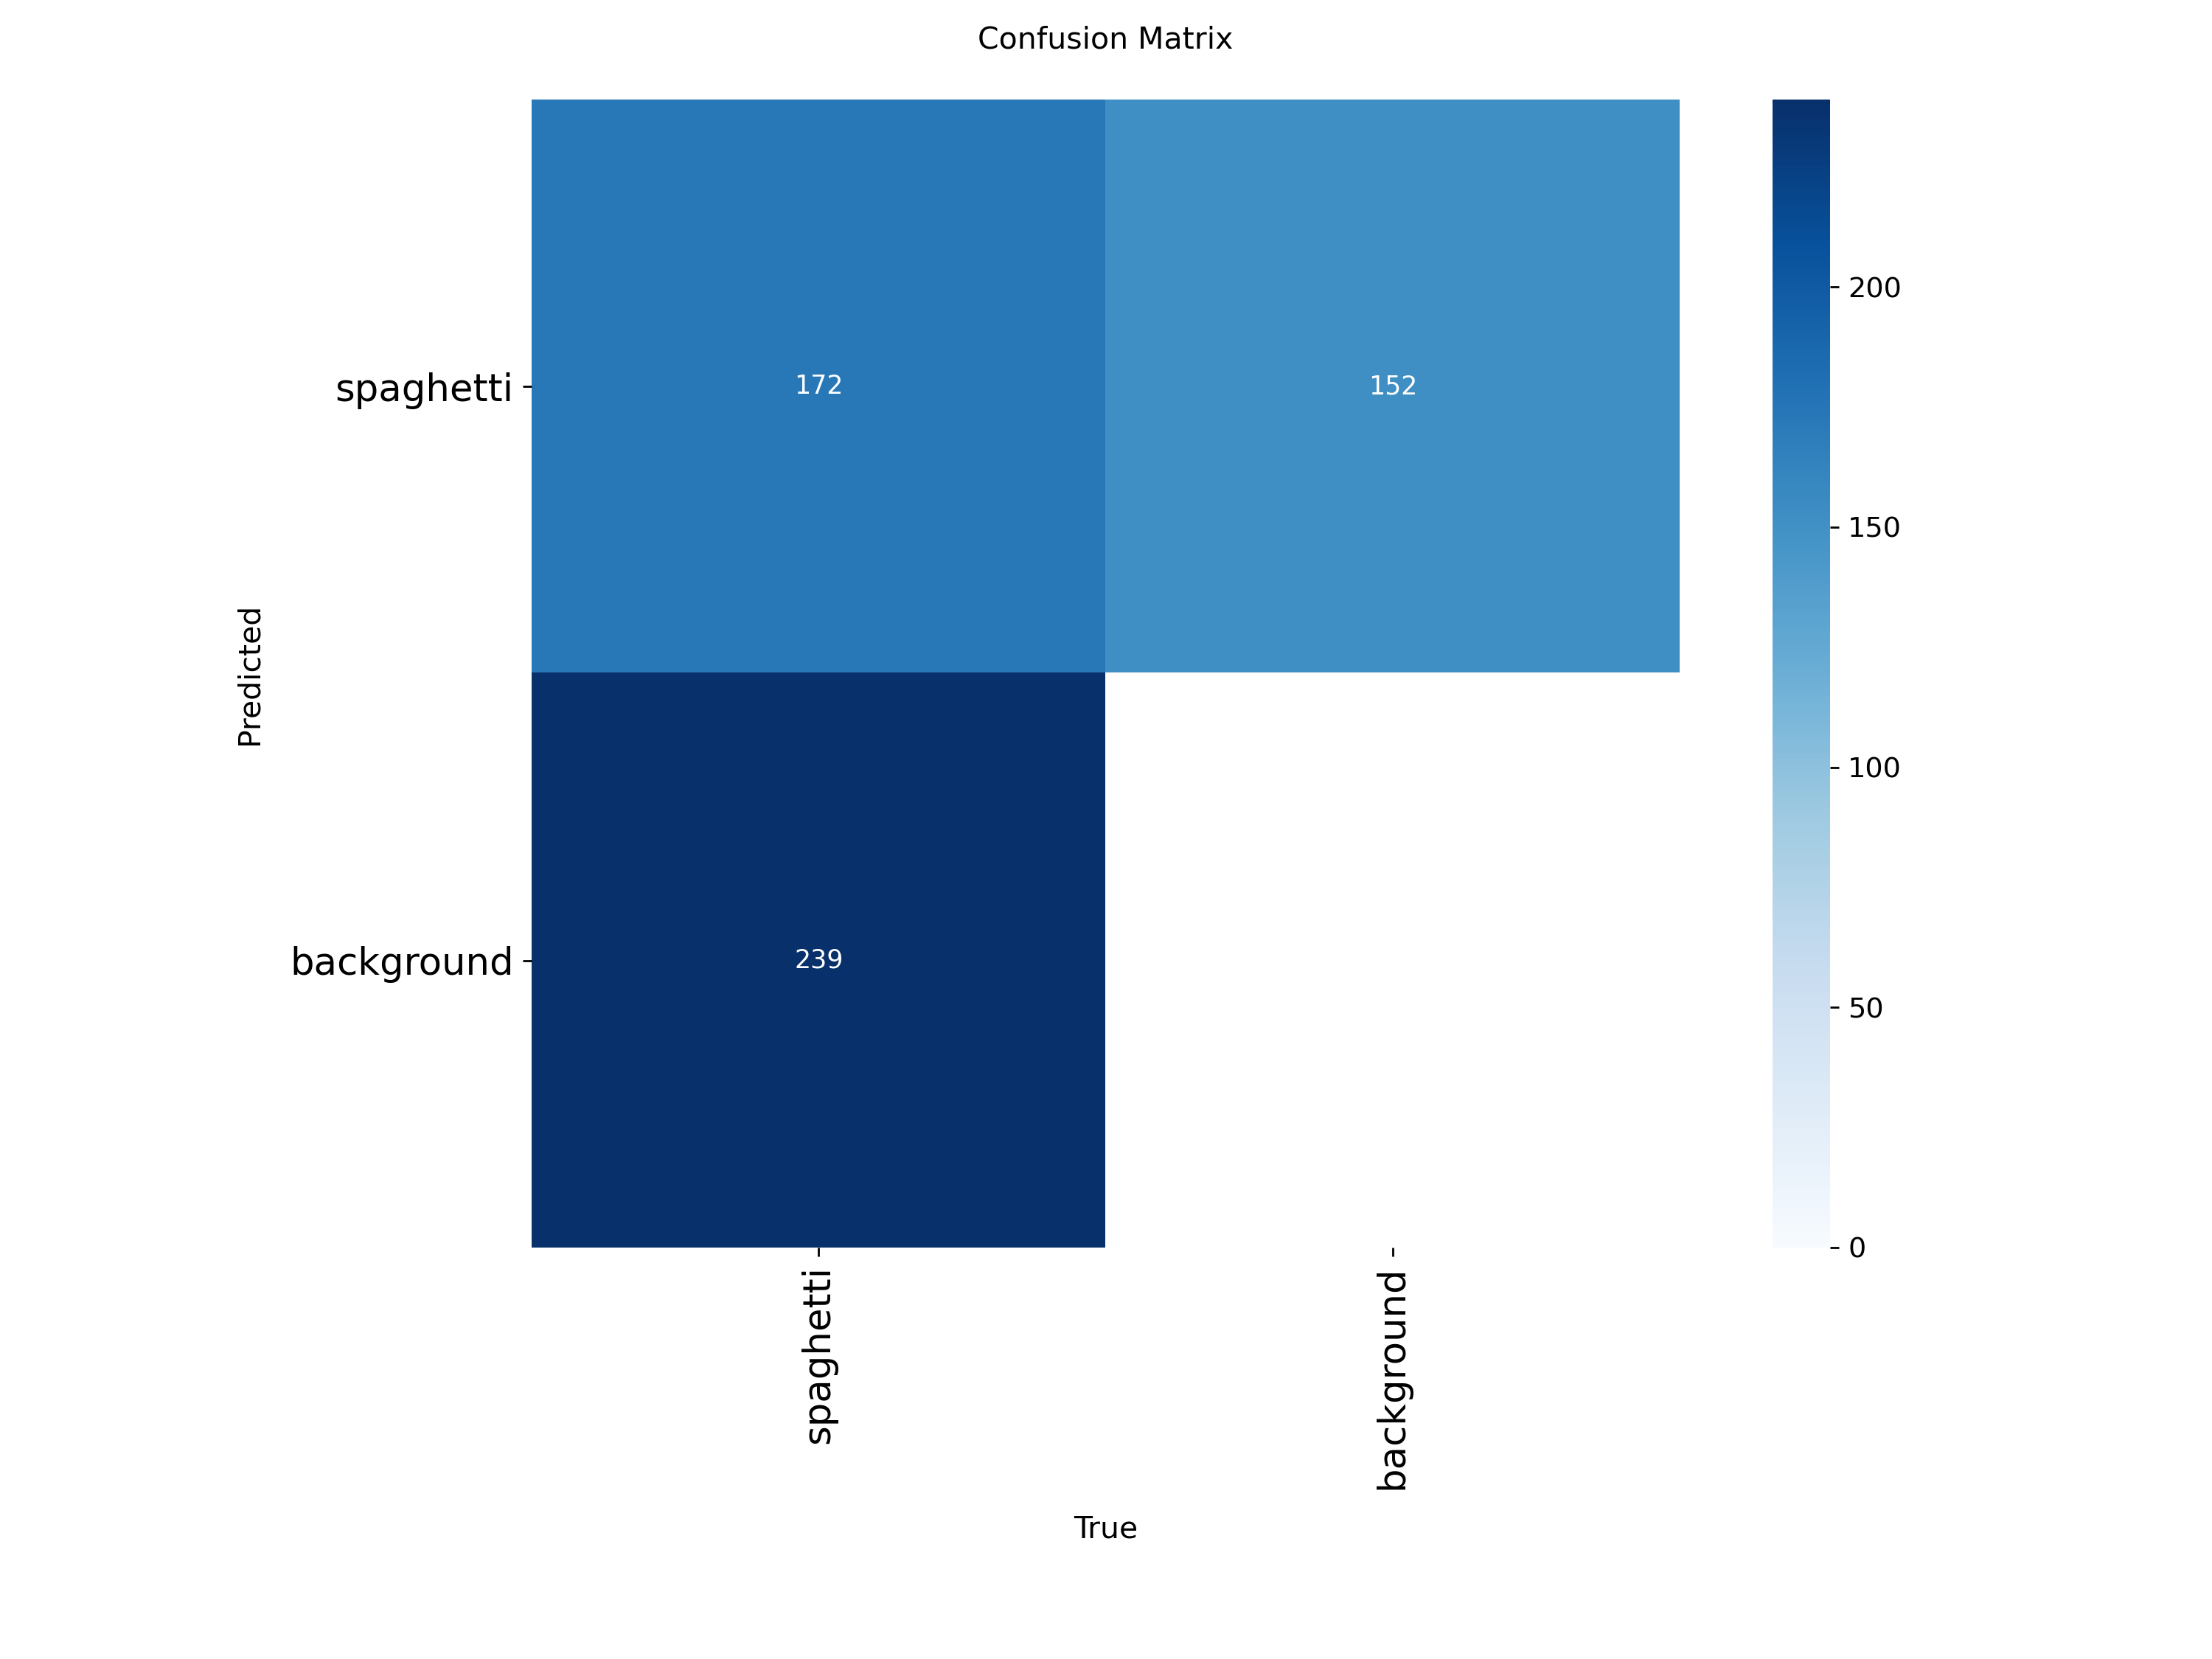 Confusion Matrix
Predicted
spaghetti
172
152
background
239
200
150
100
50
0
spaghetti
background
True